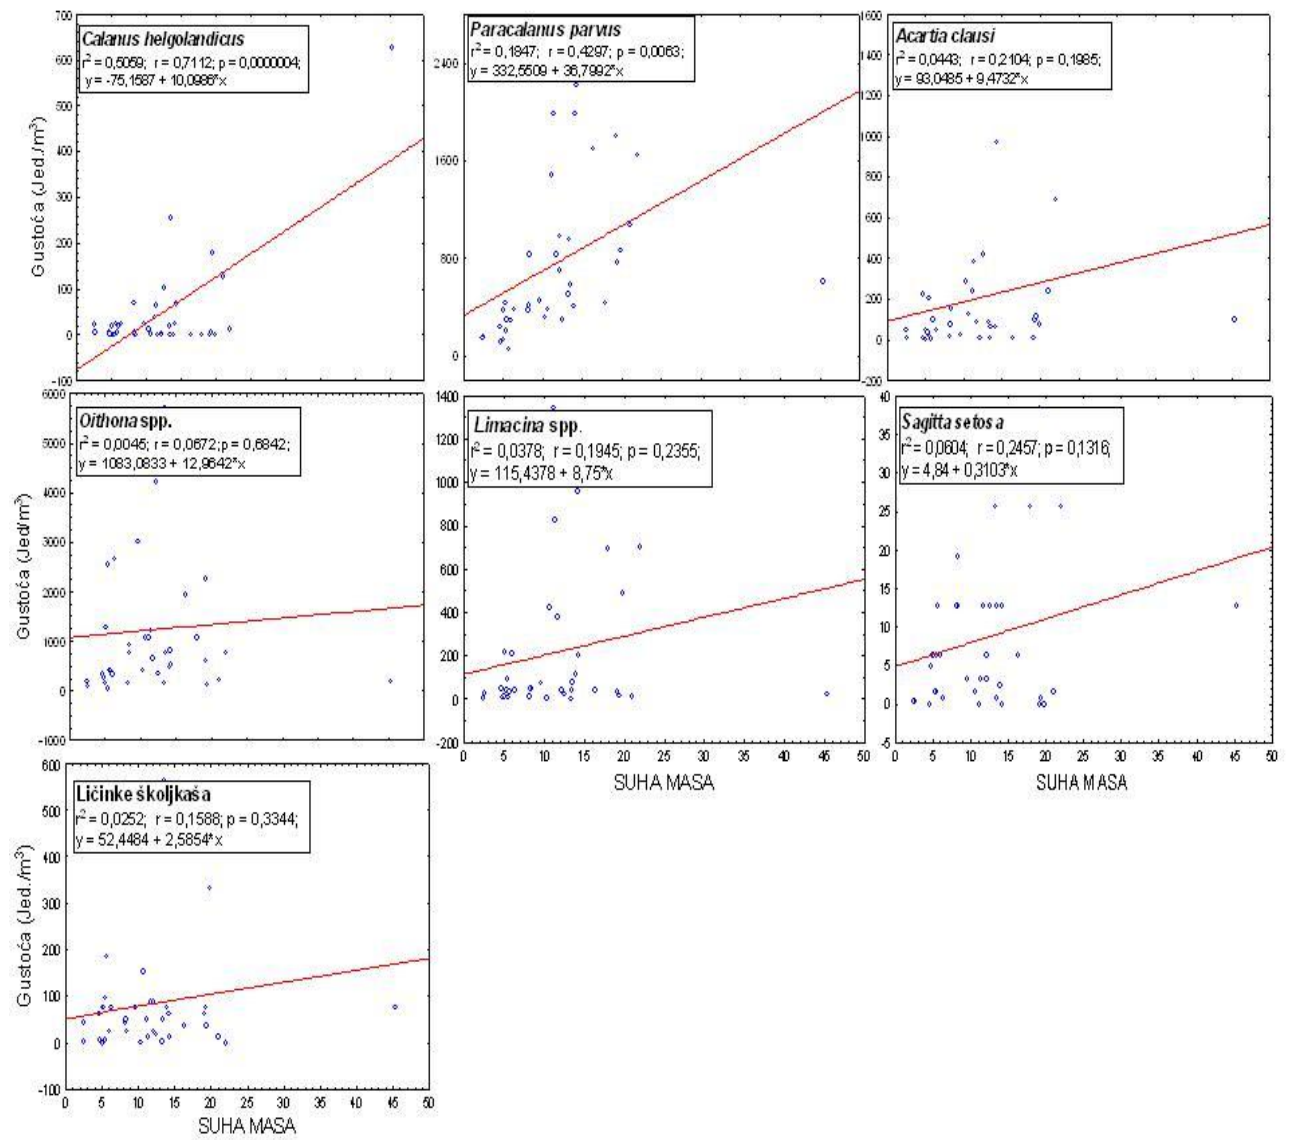 700
600
500
400
300
200
100
0
-100
Gustoća (Jed./m³)
Calanus helgolandicus
r² = 0,5059; r = 0,7112; p = 0,0000004;
y = -75,1587 + 10,0986*x
2400
1600
800
0
Paracalanus parvus
r² = 0,1847; r = 0,4297; p = 0,0063;
y = 332,5509 + 36,7992*x
1600
1400
1200
1000
800
600
400
200
0
-200
Acartia clausi
r² = 0,0443; r = 0,2104; p = 0,1985;
y = 93,0485 + 9,4732*x
6000
5000
4000
3000
2000
1000
0
-1000
Gustoća (Jed/m³)
Oithona spp.
r² = 0,0045; r = 0,0672; p = 0,6842;
y = 1083,0833 + 12,9642*x
1400
1200
1000
800
600
400
200
0
-200
Limacina spp.
r² = 0,0378; r = 0,1945; p = 0,2355;
y = 115,4378 + 8,75*x
0 5 10 15 20 25 30 35 40 45 50
SUHA MASA
40
35
30
25
20
15
10
5
0
-5
Sagitta setosa
r² = 0,0604; r = 0,2457; p = 0,1316;
y = 4,84 + 0,3103*x
0 5 10 15 20 25 30 35 40 45 50
SUHA MASA
600
500
400
300
200
100
0
-100
Gustoća (Jed./m³)
Ličinke školjkaša
r² = 0,0252; r = 0,1588; p = 0,3344;
y = 52,4484 + 2,5854*x
0 5 10 15 20 25 30 35 40 45 50
SUHA MASA